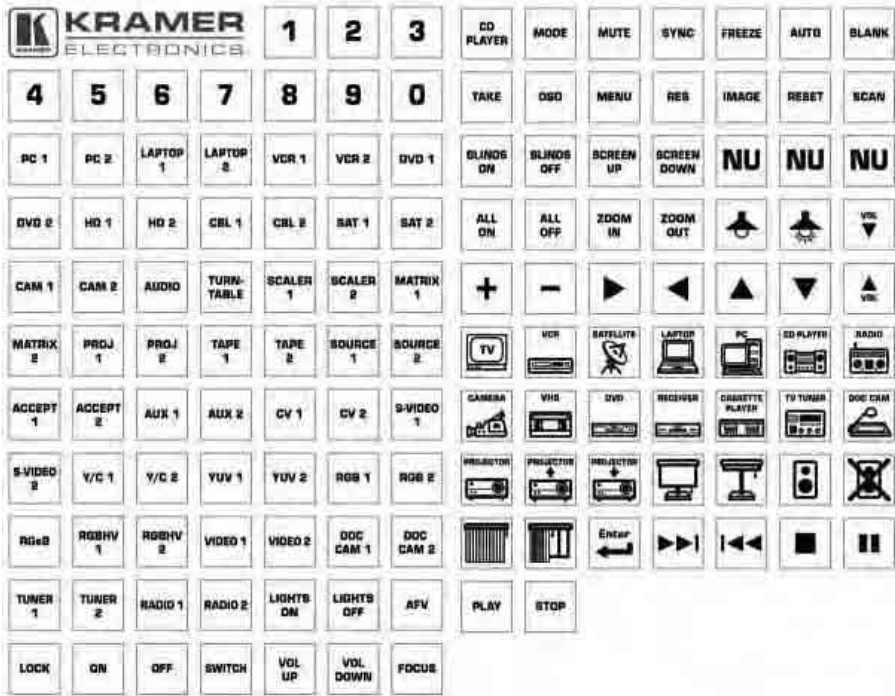 KRAMER
ELECTRONICS
1 2 3
4 5 6 7 8 9 0
PC 1 PC 2 LAPTOP 1 LAPTOP 2 VCR 1 VCR 2 DVD 1
DVD 2 HD 1 HD 2 CBL 1 CBL 2 SAT 1 SAT 2
CAM 1 CAM 2 AUDIO TURN-TABLE SCALER 1 SCALER 2 MATRIX 1
MATRIX 2 PROJ 1 PROJ 2 TAPE 1 TAPE 2 SOURCE 1 SOURCE 2
ACCEPT 1 ACCEPT 2 AUX 1 AUX 2 CV 1 CV 2 S-VIDEO 1
S-VIDEO 2 Y/C 1 Y/C 2 YUV 1 YUV 2 RGB 1 RGB 2
RGsB RGBHV 1 RGBHV 2 VIDEO 1 VIDEO 2 DOC CAM 1 DOC CAM 2
TUNER 1 TUNER 2 RADIO 1 RADIO 2 LIGHTS ON LIGHTS OFF AFV
LOCK ON OFF SWITCH VOL UP VOL DOWN FOCUS
CD PLAYER MODE MUTE SYNC FREEZE AUTO BLANK
TAKE OSD MENU RES IMAGE RESET SCAN
BLINDS ON BLINDS OFF SCREEN UP SCREEN DOWN NU NU NU
ALL ON ALL OFF ZOOM IN ZOOM OUT VOL
+ - VOL
TV VCR SATELLITE LAPTOP PC CD PLAYER RADIO
CAMERA VHS DVD RECEIVER CASSETTE PLAYER TV TUNER DOC CAM
PROJECTOR PROJECTOR PROJECTOR
Enter
PLAY STOP